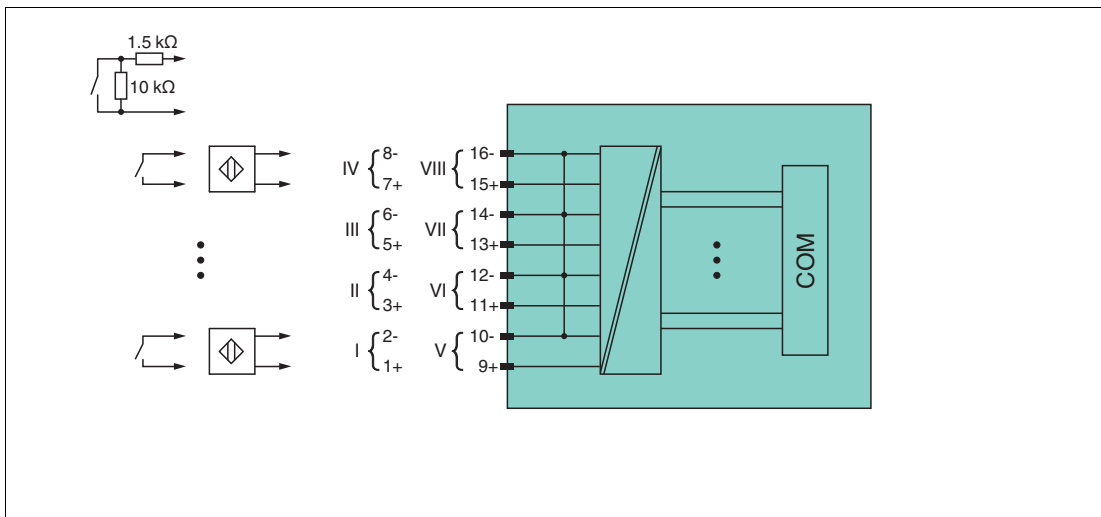 1.5 kΩ
10 kΩ
IV { 8- VIII { 16-
7+ 15+
III { 6- VII { 14-
5+ 13+
II { 4- VI { 12-
3+ 11+
I { 2- V { 10-
1+ 9+
COM